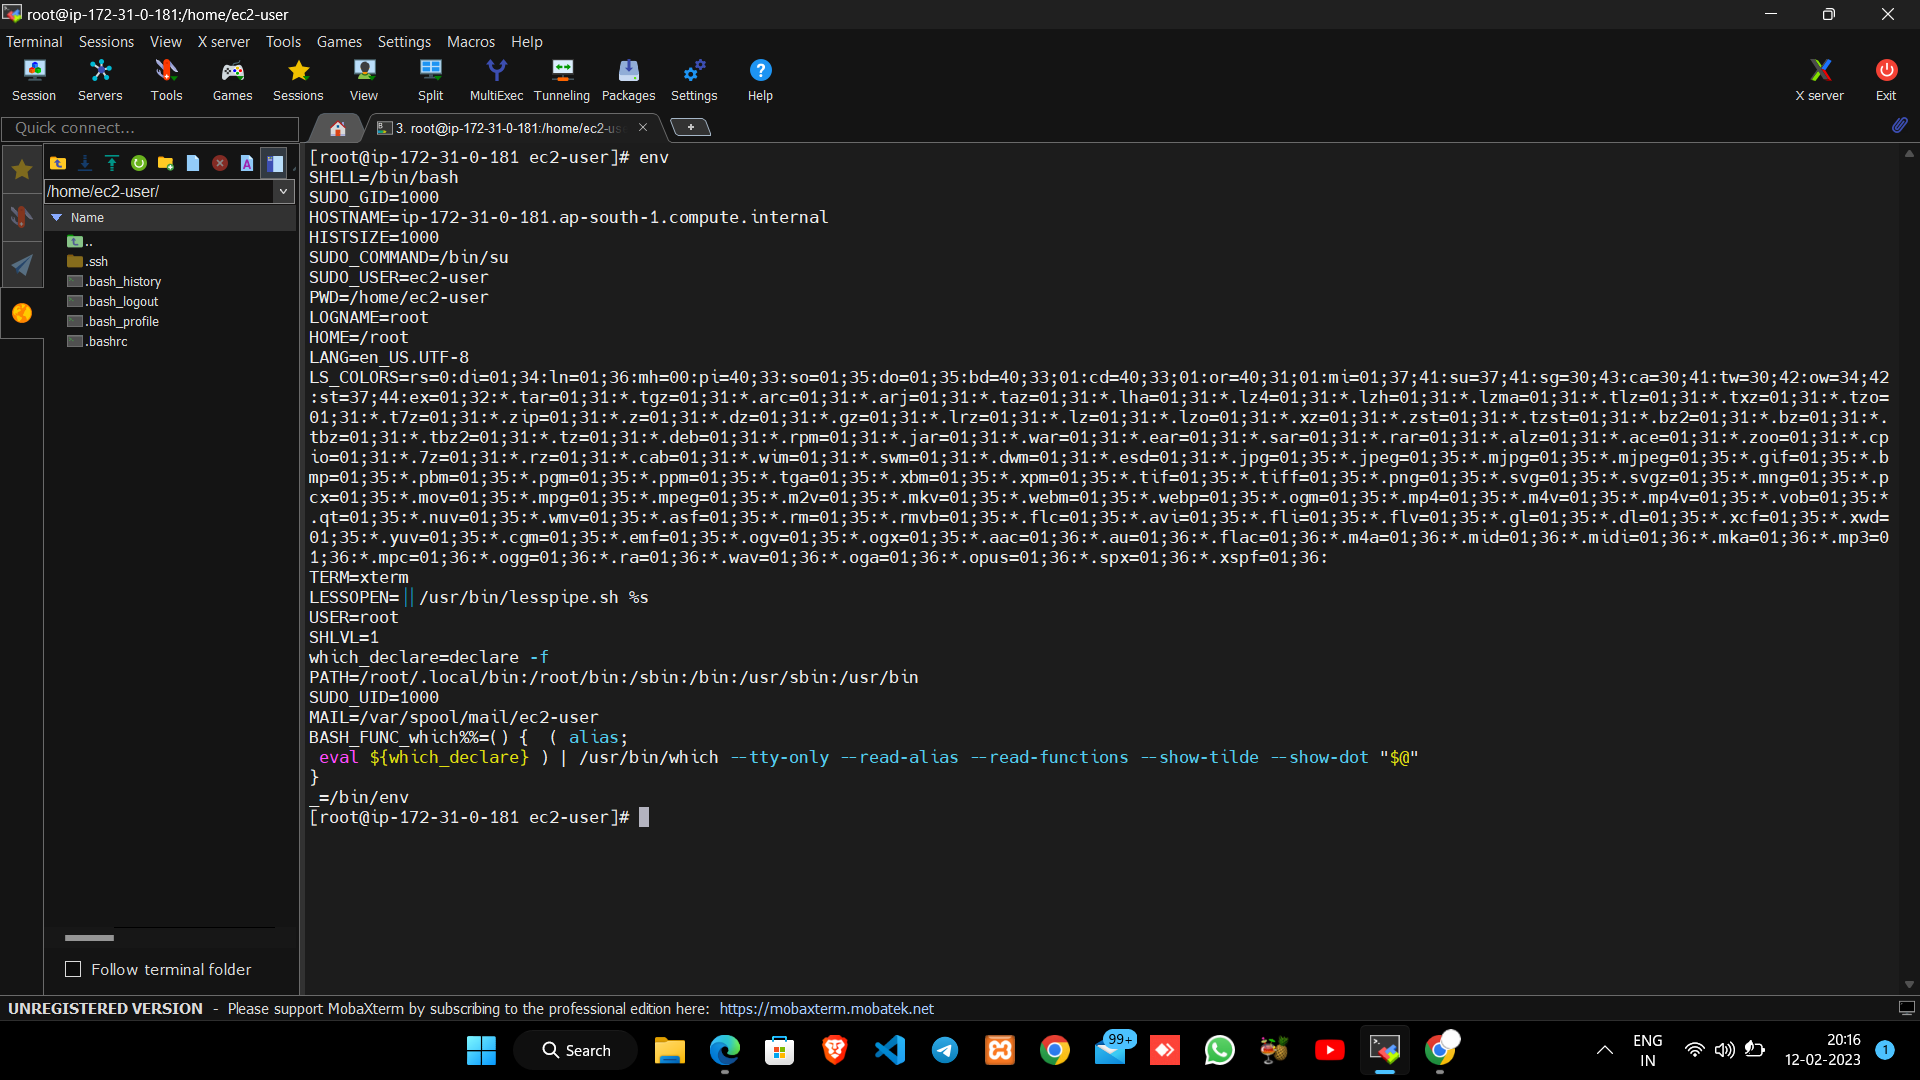 root@ip-172-31-0-181:/home/ec2-user
Terminal Sessions View X server Tools Games Settings Macros Help
Session Servers Tools Games Sessions View Split MultiExec Tunneling Packages Settings Help X server Exit
Quick connect...
3. root@ip-172-31-0-181:/home/ec2-us
/home/ec2-user/
Name
..
.ssh
.bash_history
.bash_logout
.bash_profile
.bashrc
Follow terminal folder
[root@ip-172-31-0-181 ec2-user]# env
SHELL=/bin/bash
SUDO_GID=1000
HOSTNAME=ip-172-31-0-181.ap-south-1.compute.internal
HISTSIZE=1000
SUDO_COMMAND=/bin/su
SUDO_USER=ec2-user
PWD=/home/ec2-user
LOGNAME=root
HOME=/root
LANG=en_US.UTF-8
LS_COLORS=rs=0:di=01;34:ln=01;36:mh=00:pi=40;33:so=01;35:do=01;35:bd=40;33;01:cd=40;33;01:or=40;31;01:mi=01;37;41:su=37;41:sg=30;43:ca=30;41:tw=30;42:ow=34;42
:st=37;44:ex=01;32:*.tar=01;31:*.tgz=01;31:*.arc=01;31:*.arj=01;31:*.taz=01;31:*.lha=01;31:*.lz4=01;31:*.lzh=01;31:*.lzma=01;31:*.tlz=01;31:*.txz=01;31:*.tzo=
01;31:*.t7z=01;31:*.zip=01;31:*.z=01;31:*.dz=01;31:*.gz=01;31:*.lrz=01;31:*.lz=01;31:*.lzo=01;31:*.xz=01;31:*.zst=01;31:*.tzst=01;31:*.bz2=01;31:*.bz=01;31:*.
tbz=01;31:*.tbz2=01;31:*.tz=01;31:*.deb=01;31:*.rpm=01;31:*.jar=01;31:*.war=01;31:*.ear=01;31:*.sar=01;31:*.rar=01;31:*.alz=01;31:*.ace=01;31:*.zoo=01;31:*.cp
io=01;31:*.7z=01;31:*.rz=01;31:*.cab=01;31:*.wim=01;31:*.swm=01;31:*.dwm=01;31:*.esd=01;31:*.jpg=01;35:*.jpeg=01;35:*.mjpg=01;35:*.mjpeg=01;35:*.gif=01;35:*.b
mp=01;35:*.pbm=01;35:*.pgm=01;35:*.ppm=01;35:*.tga=01;35:*.xbm=01;35:*.xpm=01;35:*.tif=01;35:*.tiff=01;35:*.png=01;35:*.svg=01;35:*.svgz=01;35:*.mng=01;35:*.p
cx=01;35:*.mov=01;35:*.mpg=01;35:*.mpeg=01;35:*.m2v=01;35:*.mkv=01;35:*.webm=01;35:*.webp=01;35:*.ogm=01;35:*.mp4=01;35:*.m4v=01;35:*.mp4v=01;35:*.vob=01;35:*
.qt=01;35:*.nuv=01;35:*.wmv=01;35:*.asf=01;35:*.rm=01;35:*.rmvb=01;35:*.flc=01;35:*.avi=01;35:*.fli=01;35:*.flv=01;35:*.gl=01;35:*.dl=01;35:*.xcf=01;35:*.xwd=
01;35:*.yuv=01;35:*.cgm=01;35:*.emf=01;35:*.ogv=01;35:*.ogx=01;35:*.aac=01;36:*.au=01;36:*.flac=01;36:*.m4a=01;36:*.mid=01;36:*.midi=01;36:*.mka=01;36:*.mp3=0
1;36:*.mpc=01;36:*.ogg=01;36:*.ra=01;36:*.wav=01;36:*.oga=01;36:*.opus=01;36:*.spx=01;36:*.xspf=01;36:
TERM=xterm
LESSOPEN=||/usr/bin/lesspipe.sh %s
USER=root
SHLVL=1
which_declare=declare -f
PATH=/root/.local/bin:/root/bin:/sbin:/bin:/usr/sbin:/usr/bin
SUDO_UID=1000
MAIL=/var/spool/mail/ec2-user
BASH_FUNC_which%%=() {  ( alias;
 eval ${which_declare} ) | /usr/bin/which --tty-only --read-alias --read-functions --show-tilde --show-dot "$@"
}
_=/bin/env
[root@ip-172-31-0-181 ec2-user]#
UNREGISTERED VERSION - Please support MobaXterm by subscribing to the professional edition here: https://mobaxterm.mobatek.net
Search
99+
ENG
IN
20:16
12-02-2023
1